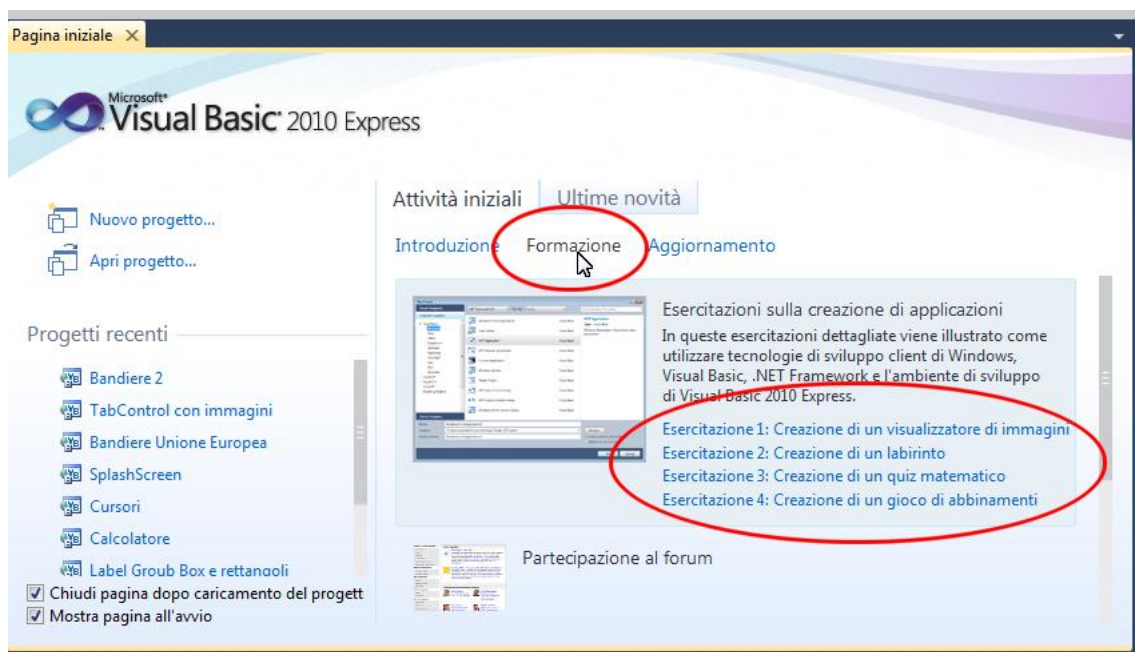 Pagina iniziale
Microsoft®
Visual Basic® 2010 Express
Nuovo progetto...
Apri progetto...
Progetti recenti
Bandiere 2
TabControl con immagini
Bandiere Unione Europea
SplashScreen
Cursori
Calcolatore
Label Groub Box e rettangoli
Chiudi pagina dopo caricamento del progett
Mostra pagina all'avvio
Attività iniziali
Ultime novità
Introduzione
Formazione
Aggiornamento
Esercitazioni sulla creazione di applicazioni
In queste esercitazioni dettagliate viene illustrato come
utilizzare tecnologie di sviluppo client di Windows,
Visual Basic, .NET Framework e l'ambiente di sviluppo
di Visual Basic 2010 Express.
Esercitazione 1: Creazione di un visualizzatore di immagini
Esercitazione 2: Creazione di un labirinto
Esercitazione 3: Creazione di un quiz matematico
Esercitazione 4: Creazione di un gioco di abbinamenti
Partecipazione al forum